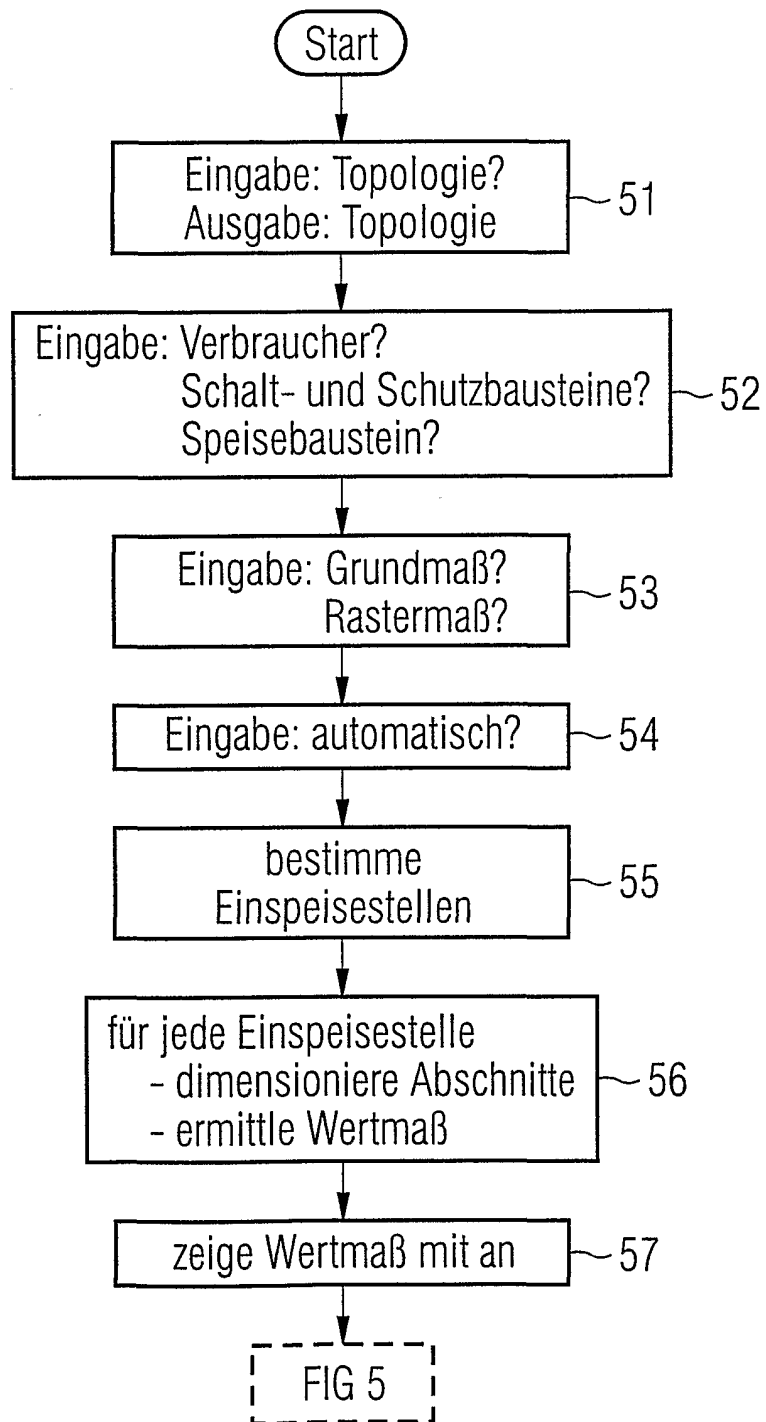 Start
Eingabe: Topologie?
Ausgabe: Topologie
51
Eingabe: Verbraucher?
Schalt- und Schutzbausteine?
Speisebaustein?
52
Eingabe: Grundmaß?
Rastermaß?
53
Eingabe: automatisch?
54
bestimme
Einspeisestellen
55
für jede Einspeisestelle
- dimensioniere Abschnitte
- ermittle Wertmaß
56
zeige Wertmaß mit an
57
FIG 5